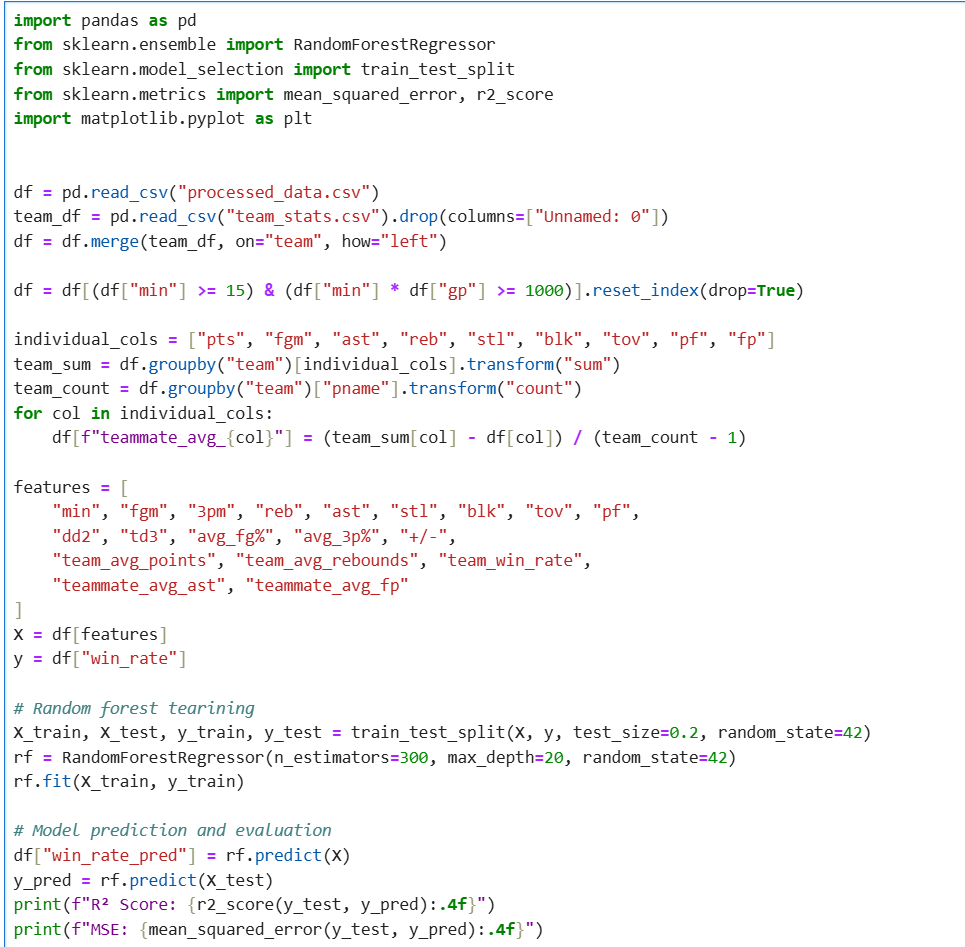 import pandas as pd
from sklearn.ensemble import RandomForestRegressor
from sklearn.model_selection import train_test_split
from sklearn.metrics import mean_squared_error, r2_score
import matplotlib.pyplot as plt

df = pd.read_csv("processed_data.csv")
team_df = pd.read_csv("team_stats.csv").drop(columns=["Unnamed: 0"])
df = df.merge(team_df, on="team", how="left")

df = df[(df["min"] >= 15) & (df["min"] * df["gp"] >= 1000)].reset_index(drop=True)

individual_cols = ["pts", "fgm", "ast", "reb", "stl", "blk", "tov", "pf", "fp"]
team_sum = df.groupby("team")[individual_cols].transform("sum")
team_count = df.groupby("team")["pname"].transform("count")
for col in individual_cols:
    df[f"teammate_avg_{col}"] = (team_sum[col] - df[col]) / (team_count - 1)

features = [
    "min", "fgm", "3pm", "reb", "ast", "stl", "blk", "tov", "pf",
    "dd2", "td3", "avg_fg%", "avg_3p%", "+/-",
    "team_avg_points", "team_avg_rebounds", "team_win_rate",
    "teammate_avg_ast", "teammate_avg_fp"
]
X = df[features]
y = df["win_rate"]

# Random forest tearining
X_train, X_test, y_train, y_test = train_test_split(X, y, test_size=0.2, random_state=42)
rf = RandomForestRegressor(n_estimators=300, max_depth=20, random_state=42)
rf.fit(X_train, y_train)

# Model prediction and evaluation
df["win_rate_pred"] = rf.predict(X)
y_pred = rf.predict(X_test)
print(f"R² Score: {r2_score(y_test, y_pred):.4f}")
print(f"MSE: {mean_squared_error(y_test, y_pred):.4f}")